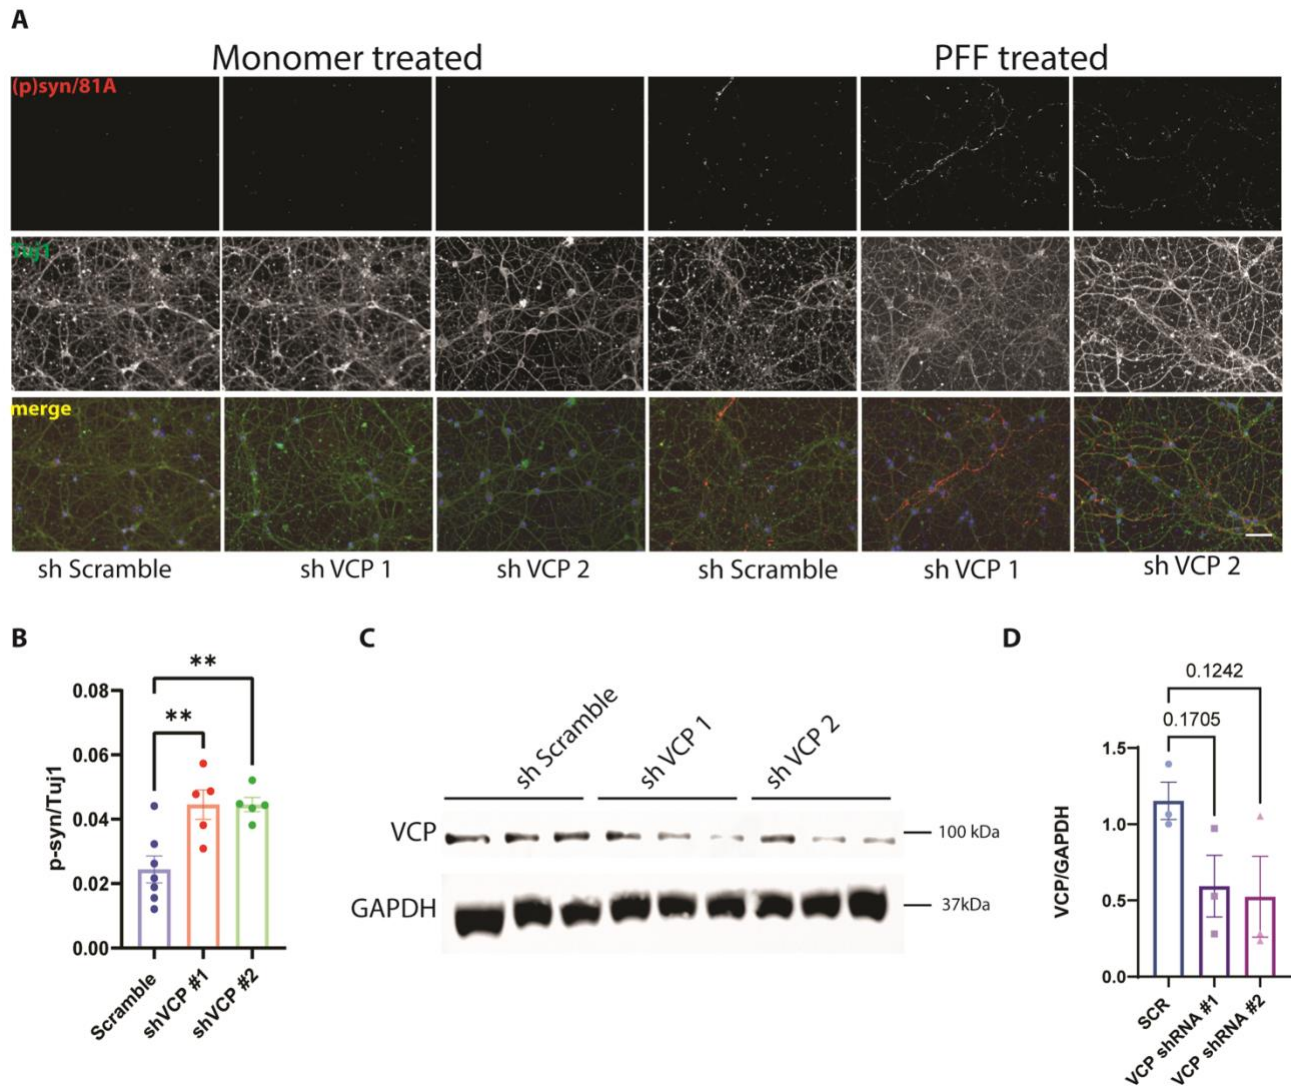 A
Monomer treated
PFF treated
(p)syn/81A
Tuj1
merge
sh Scramble
sh VCP 1
sh VCP 2
sh Scramble
sh VCP 1
sh VCP 2
B
**
**
0.08
0.06
0.04
0.02
0.00
p-syn/Tuj1
Scramble
shVCP #1
shVCP #2
C
sh Scramble
sh VCP 1
sh VCP 2
VCP
100 kDa
GAPDH
37kDa
D
0.1242
0.1705
1.5
1.0
0.5
0.0
VCP/GAPDH
SCR
VCP shRNA #1
VCP shRNA #2